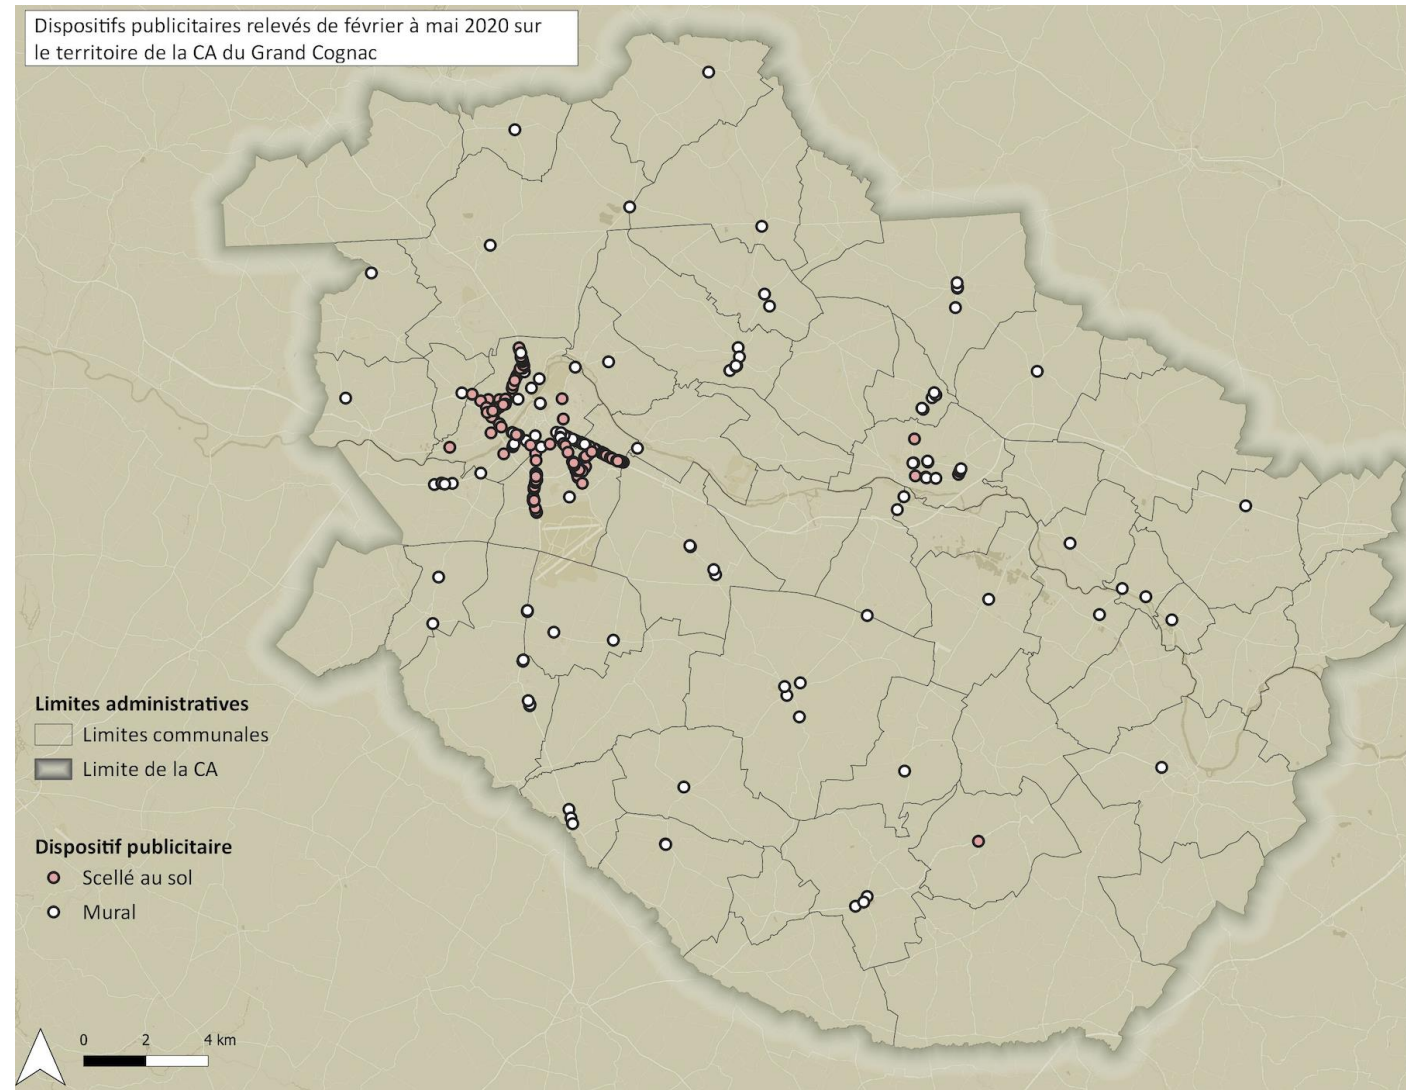 Dispositifs publicitaires relevés de février à mai 2020 sur
le territoire de la CA du Grand Cognac
Limites administratives
Limites communales
Limite de la CA
Dispositif publicitaire
Scellé au sol
Mural
0 2 4 km